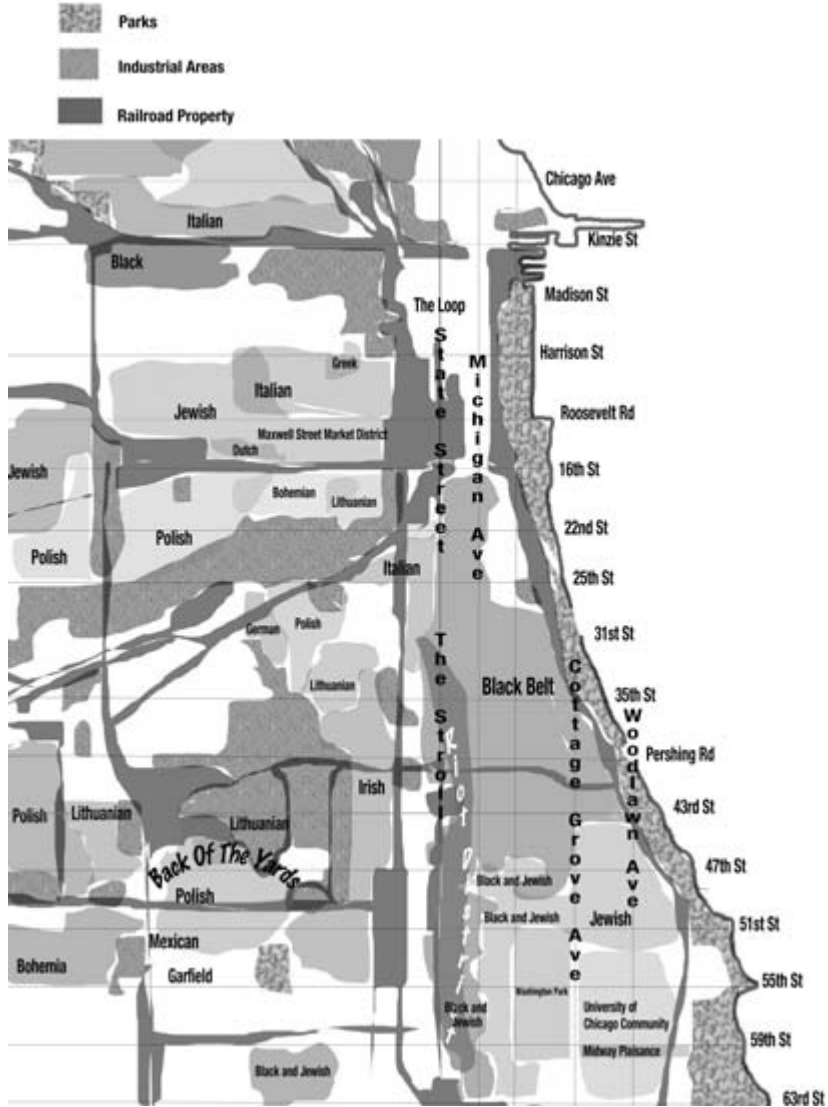 Parks
Industrial Areas
Railroad Property
Chicago Ave
Italian
Kinzie St
Black
Madison St
The Loop
State Street
Michigan Ave
Harrison St
Greek
Italian
Jewish
Roosevelt Rd
Maxwell Street Market District
Dutch
Jewish
16th St
Bohemian
Lithuanian
22nd St
Polish
Polish
Italian
25th St
German
Polish
31st St
The Stroll
Black Belt
Cottage Grove Ave
Lithuanian
35th St
Woodlawn Ave
Pershing Rd
Irish
43rd St
Polish
Lithuanian
Lithuanian
Back Of The Yards
47th St
Black and Jewish
Polish
Black and Jewish
Jewish
51st St
Mexican
Bohemia
Garfield
55th St
Washington Park
University of
Chicago Community
Black and
Jewish
59th St
Midway Plaisance
Black and Jewish
63rd St